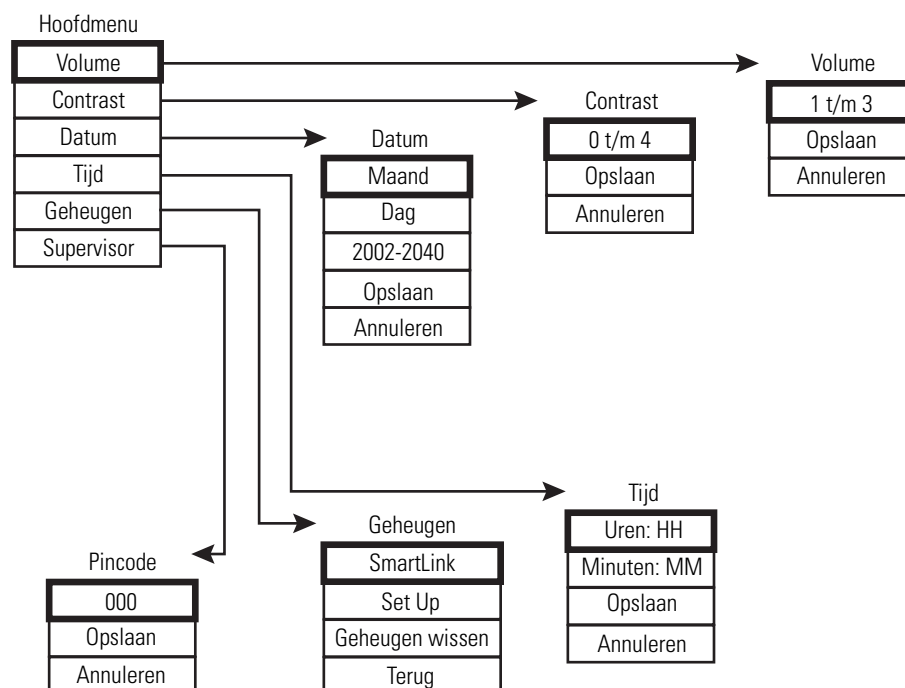 Hoofdmenu
Volume
Contrast
Datum
Tijd
Geheugen
Supervisor
Volume
1 t/m 3
Opslaan
Annuleren
Contrast
0 t/m 4
Opslaan
Annuleren
Datum
Maand
Dag
2002-2040
Opslaan
Annuleren
Tijd
Uren: HH
Minuten: MM
Opslaan
Annuleren
Geheugen
SmartLink
Set Up
Geheugen wissen
Terug
Pincode
000
Opslaan
Annuleren